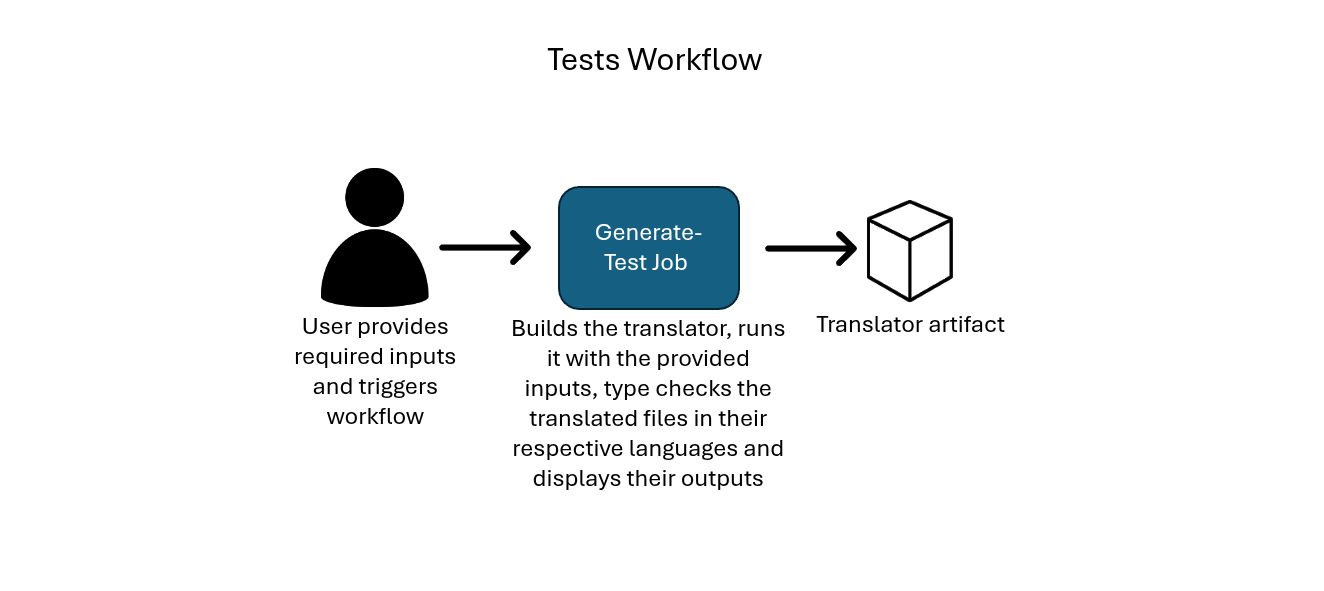 Tests Workflow
Generate-
Test Job
User provides
required inputs
and triggers
workflow
Builds the translator, runs
it with the provided
inputs, type checks the
translated files in their
respective languages and
displays their outputs
Translator artifact